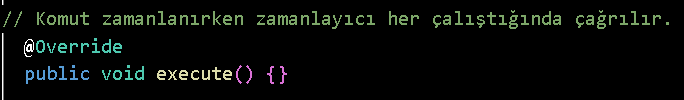 // Komut zamanlanırken zamanlayıcı her çalıştığında çağrılır.
@Override
public void execute() {}